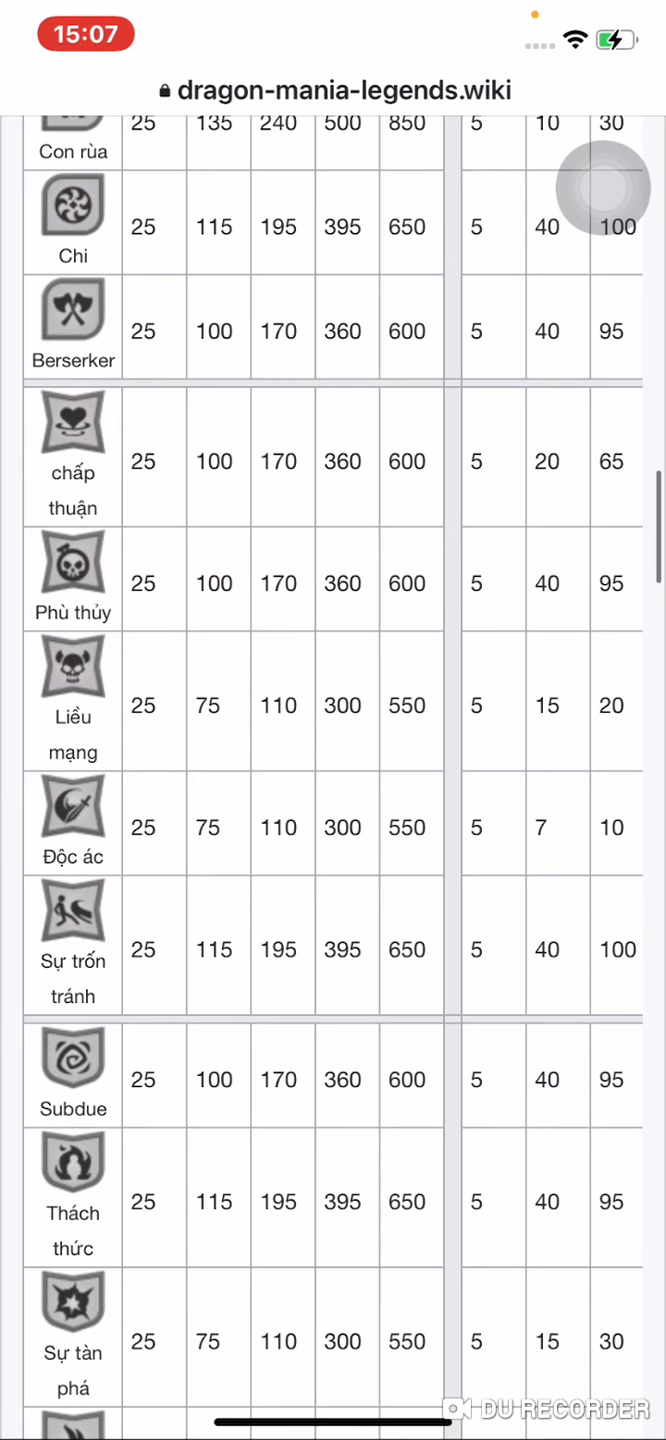 15:07
dragon-mania-legends.wiki
25 135 240 500 850 5 10 30
Con rùa
25 115 195 395 650 5 40 100
Chi
25 100 170 360 600 5 40 95
Berserker
25 100 170 360 600 5 20 65
chấp
thuận
25 100 170 360 600 5 40 95
Phù thủy
25 75 110 300 550 5 15 20
Liều
mạng
25 75 110 300 550 5 7 10
Độc ác
25 115 195 395 650 5 40 100
Sự trốn
tránh
25 100 170 360 600 5 40 95
Subdue
25 115 195 395 650 5 40 95
Thách
thức
25 75 110 300 550 5 15 30
Sự tàn
phá
DU RECORDER